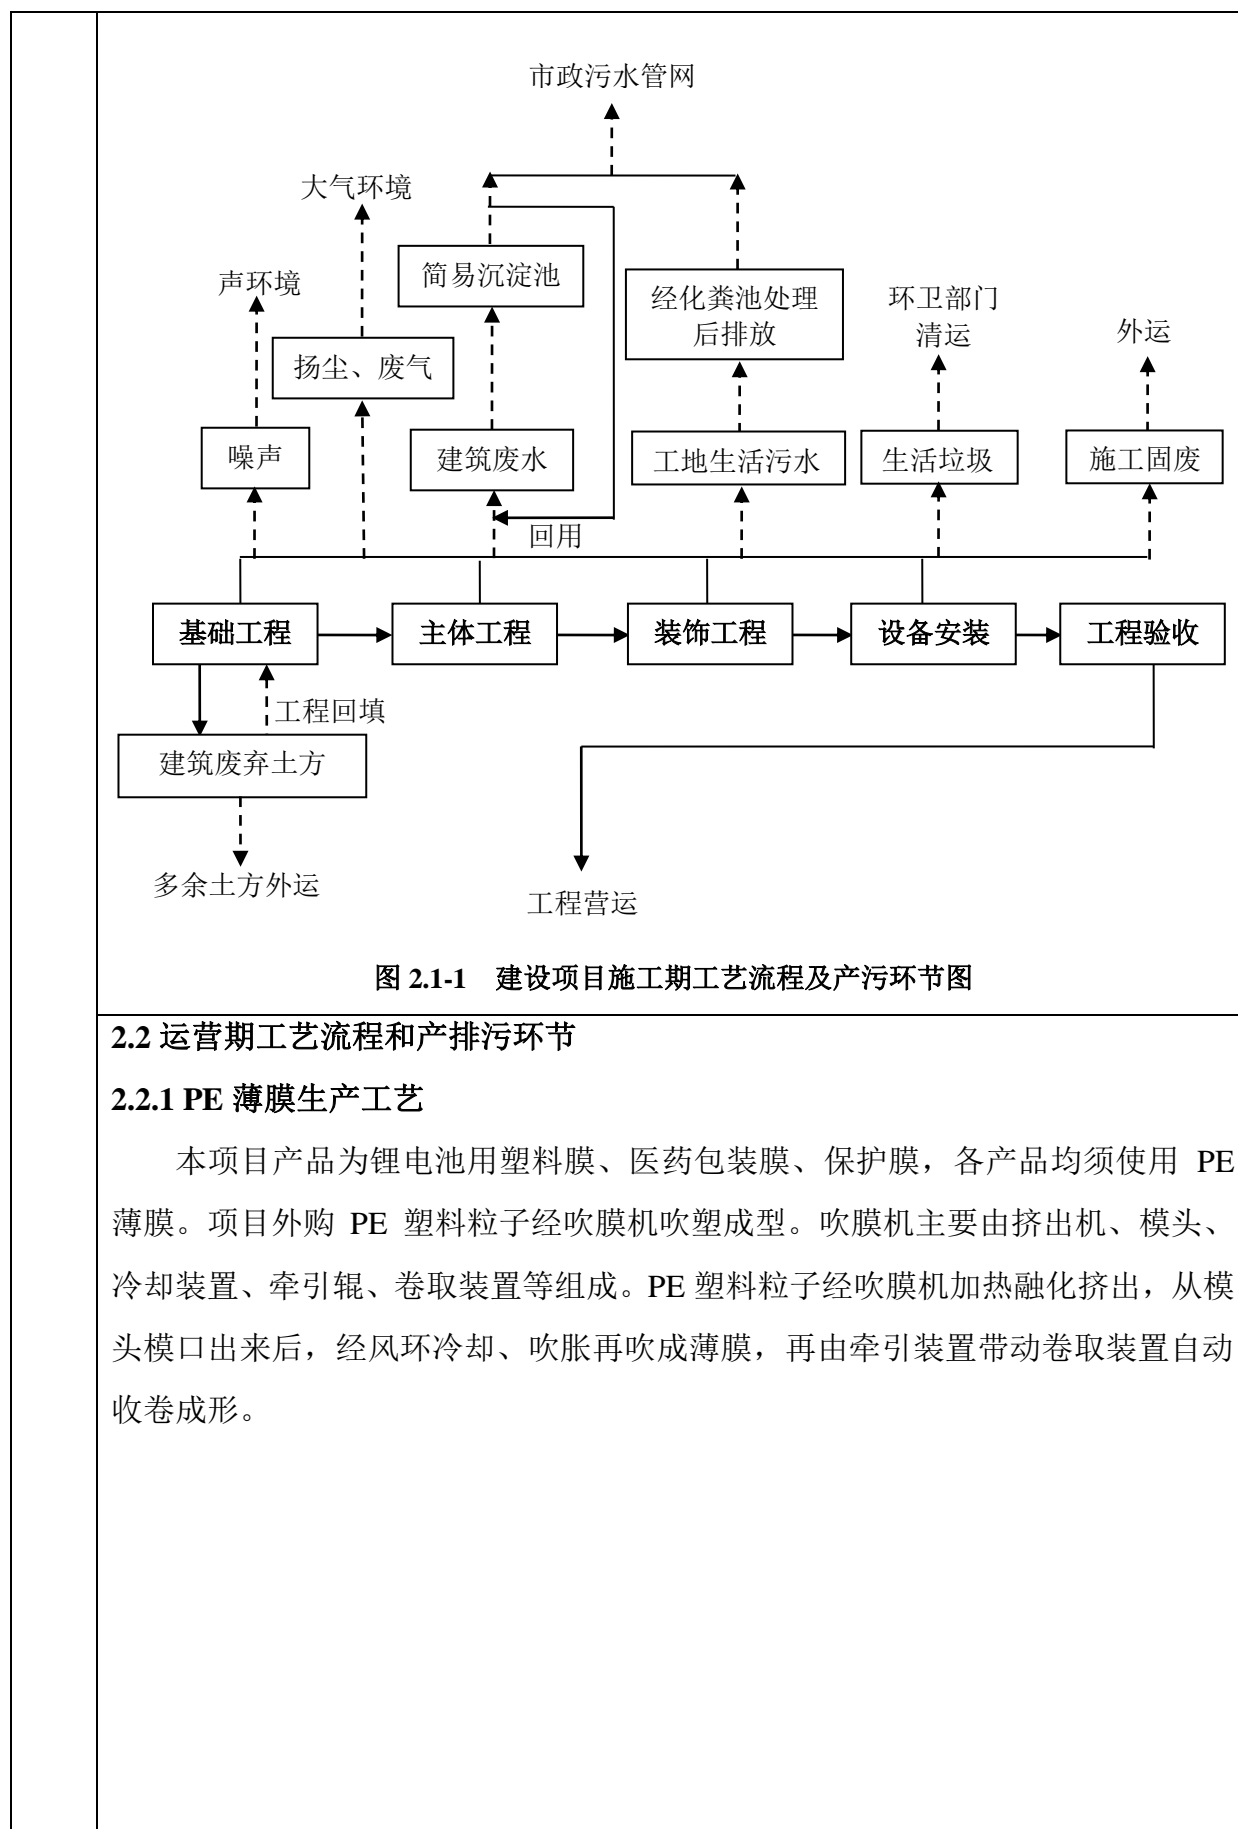 市政污水管网
大气环境
声环境
简易沉淀池
经化粪池处理
后排放
环卫部门
清运
外运
扬尘、废气
噪声
建筑废水
工地生活污水
生活垃圾
施工固废
回用
基础工程
主体工程
装饰工程
设备安装
工程验收
工程回填
建筑废弃土方
多余土方外运
工程营运
图 2.1-1 建设项目施工期工艺流程及产污环节图
2.2 运营期工艺流程和产排污环节
2.2.1 PE 薄膜生产工艺
本项目产品为锂电池用塑料膜、医药包装膜、保护膜，各产品均须使用 PE
薄膜。项目外购 PE 塑料粒子经吹膜机吹塑成型。吹膜机主要由挤出机、模头、
冷却装置、牵引辊、卷取装置等组成。PE 塑料粒子经吹膜机加热融化挤出，从模
头模口出来后，经风环冷却、吹胀再吹成薄膜，再由牵引装置带动卷取装置自动
收卷成形。